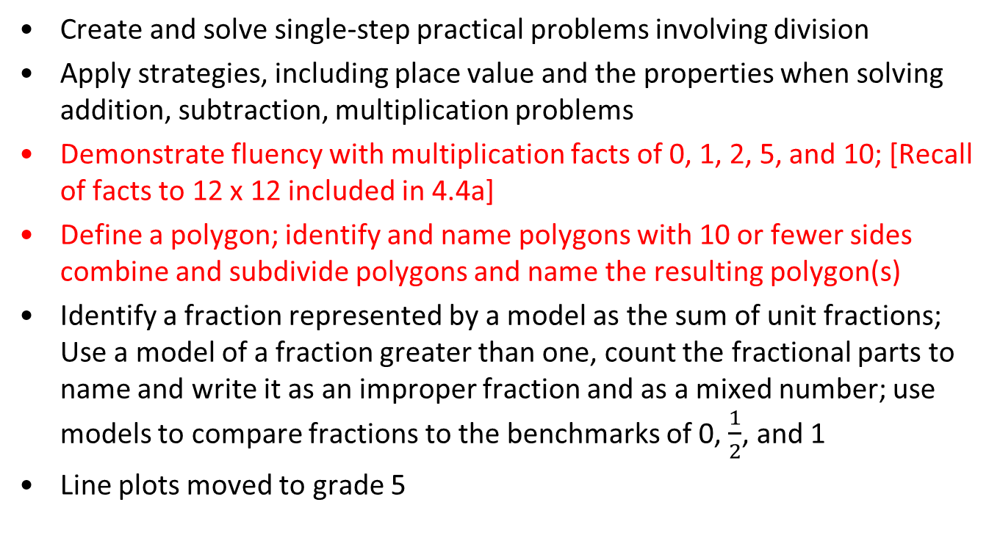 • Create and solve single-step practical problems involving division
• Apply strategies, including place value and the properties when solving
addition, subtraction, multiplication problems
• Demonstrate fluency with multiplication facts of 0, 1, 2, 5, and 10; [Recall
of facts to 12 x 12 included in 4.4a]
• Define a polygon; identify and name polygons with 10 or fewer sides
combine and subdivide polygons and name the resulting polygon(s)
• Identify a fraction represented by a model as the sum of unit fractions;
Use a model of a fraction greater than one, count the fractional parts to
name and write it as an improper fraction and as a mixed number; use
models to compare fractions to the benchmarks of 0, 1/2, and 1
• Line plots moved to grade 5